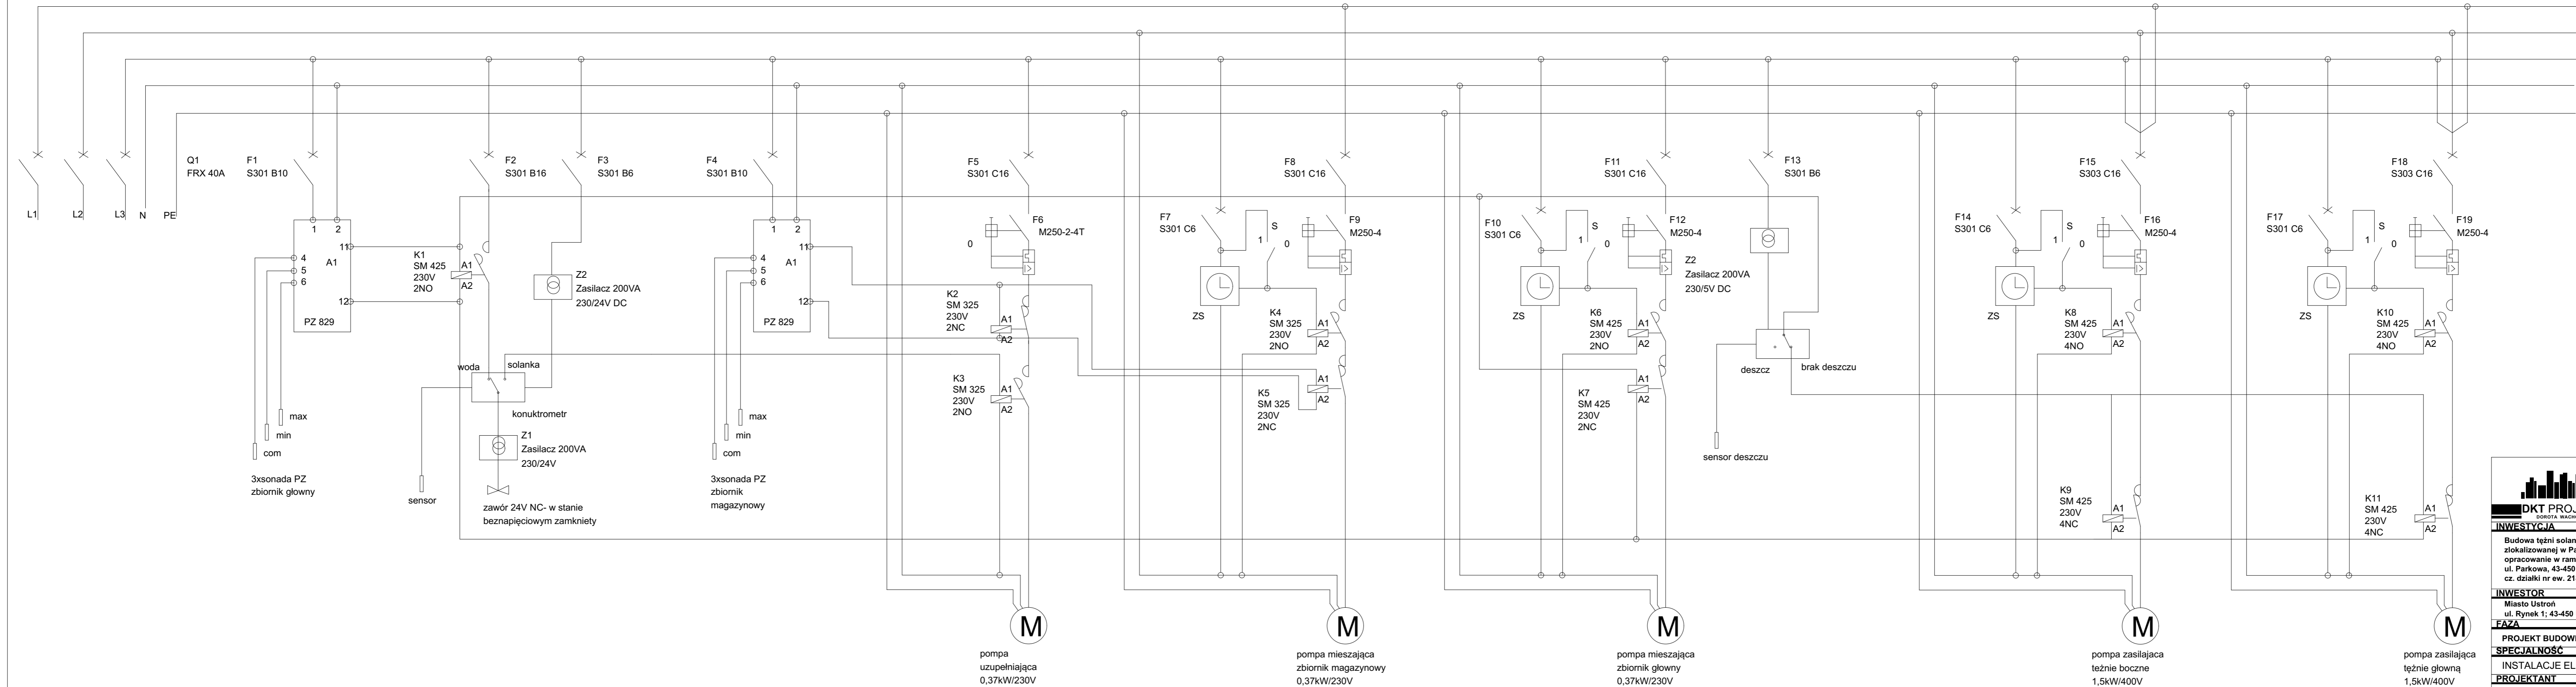 L1
L2
L3
N
PE
Q1
FRX 40A
F1
S301 B10
1
2
11
A1
12
4
5
6
PZ 829
max
min
com
3xsonada PZ
zbiornik głowny
F2
S301 B16
F3
S301 B6
K1
SM 425
230V
2NO
A1
A2
Z2
Zasilacz 200VA
230/24V DC
woda
solanka
konuktrometr
Z1
Zasilacz 200VA
230/24V
sensor
zawór 24V NC- w stanie
beznapięciowym zamkniety
F4
S301 B10
1
2
11
A1
12
4
5
6
PZ 829
max
min
com
3xsonada PZ
zbiornik
magazynowy
F5
S301 C16
F6
M250-2-4T
0
K2
SM 325
230V
2NC
A1
A2
K3
SM 325
230V
2NO
A1
A2
M
pompa
uzupełniająca
0,37kW/230V
F7
S301 C6
S
1
0
ZS
F8
S301 C16
F9
M250-4
K4
SM 325
230V
2NO
A1
A2
K5
SM 325
230V
2NC
A1
A2
M
pompa mieszająca
zbiornik magazynowy
0,37kW/230V
F10
S301 C6
S
1
0
ZS
F11
S301 C16
F12
M250-4
K6
SM 425
230V
2NO
A1
A2
K7
SM 425
230V
2NC
A1
A2
M
pompa mieszająca
zbiornik głowny
0,37kW/230V
F13
S301 B6
Z2
Zasilacz 200VA
230/5V DC
deszcz
brak deszczu
sensor deszczu
F14
S301 C6
S
1
0
ZS
F15
S303 C16
F16
M250-4
K8
SM 425
230V
4NO
A1
A2
K9
SM 425
230V
4NC
A1
A2
M
pompa zasilajaca
teżnie boczne
1,5kW/400V
F17
S301 C6
S
1
0
ZS
F18
S303 C16
F19
M250-4
K10
SM 425
230V
4NO
A1
A2
K11
SM 425
230V
4NC
A1
A2
M
pompa zasilająca
tężnie głowną
1,5kW/400V
DKT PROJ
DOROTA WACH
INWESTYCJA
Budowa tężni solan
zlokalizowanej w Pa
opracowanie w ram
ul. Parkowa, 43-450
cz. działki nr ew. 21
INWESTOR
Miasto Ustroń
ul. Rynek 1; 43-450
FAZA
PROJEKT BUDOW
SPECJALNOŚĆ
INSTALACJE EL
PROJEKTANT